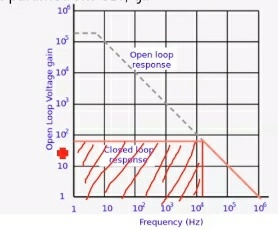 10⁶
10⁵
10⁴
10³
10²
10
1
Open Loop Voltage gain
Open loop
response
Closed loop
response
1 10 10² 10³ 10⁴ 10⁵ 10⁶
Frequency (Hz)